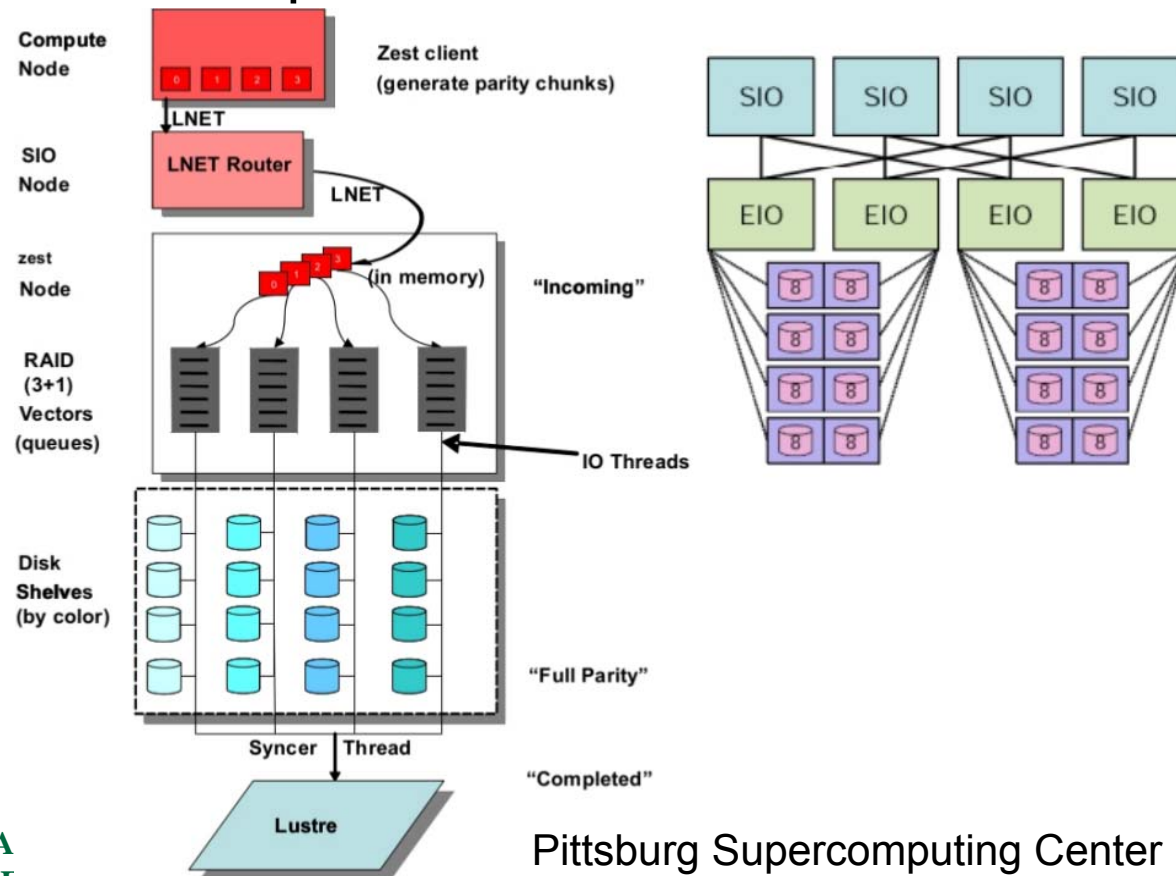 Compute
Node
0 1 2 3
Zest client
(generate parity chunks)
LNET
SIO
Node
LNET Router
LNET
zest
Node
0 1 2 3
(in memory)
"Incoming"
RAID
(3+1)
Vectors
(queues)
IO Threads
Disk
Shelves
(by color)
"Full Parity"
Syncer Thread
"Completed"
Lustre
SIO SIO SIO SIO
EIO EIO EIO EIO
8 8 8 8
8 8 8 8
8 8 8 8
8 8 8 8
Pittsburg Supercomputing Center